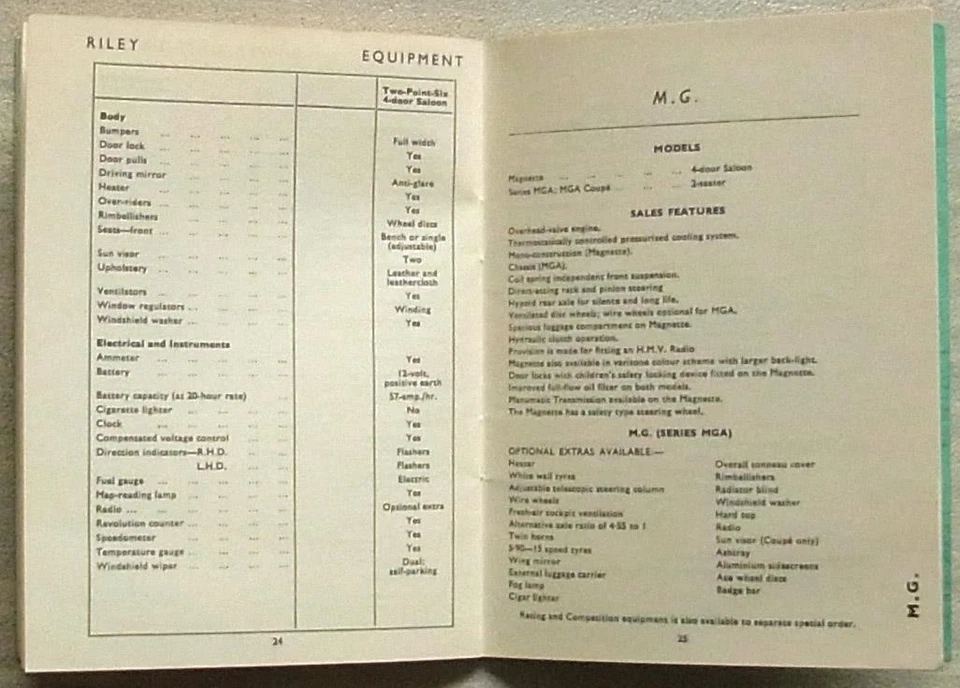 RILEY EQUIPMENT
Two-Point-Six
4-door Saloon
Body
Bumpers ... Full width
Door lock ... Yes
Door pulls ... Yes
Driving mirror ... Anti-glare
Heater ... Yes
Over-riders ... Yes
Rimbellishers ... Wheel discs
Seats—front ... Bench or single
(adjustable)
Sun visor ... Two
Upholstery ... Leather and
leathercloth
Ventilators ... Yes
Window regulators ... Winding
Windshield washer ... Yes
Electrical and Instruments
Ammeter ... Yes
Battery ... 12-volt,
positive earth
Battery capacity (at 20-hour rate) ... 57-amp./hr.
Cigarette lighter ... No
Clock ... Yes
Compensated voltage control ... Yes
Direction indicators—R.H.D. ... Flashers
L.H.D. ... Flashers
Fuel gauge ... Electric
Map-reading lamp ... Yes
Radio ... Optional extra
Revolution counter ... Yes
Speedometer ... Yes
Temperature gauge ... Yes
Windshield wiper ... Dual;
self-parking
24
M.G.
MODELS
Magnette ... 4-door Saloon
Series MGA; MGA Coupé ... 2-seater
SALES FEATURES
Overhead-valve engine.
Thermostatically controlled pressurized cooling system.
Mono-construction (Magnette).
Chassis (MGA).
Coil spring independent front suspension.
Direct-acting rack and pinion steering
Hypoid rear axle for silence and long life.
Ventilated disc wheels; wire wheels optional for MGA.
Spacious luggage compartment on Magnette.
Hydraulic clutch operation.
Provision is made for fitting an H.M.V. Radio
Magnette also available in varitone colour scheme with larger back-light.
Door locks with children's safety locking device fitted on the Magnette.
Improved full-flow oil filter on both models.
Manumatic Transmission available on the Magnette.
The Magnette has a safety type steering wheel.
M.G. (SERIES MGA)
OPTIONAL EXTRAS AVAILABLE:—
Heater
White wall tyres
Adjustable telescopic steering column
Wire wheels
Fresh-air cockpit ventilation
Alternative axle ratio of 4·55 to 1
Twin horns
5·90—15 speed tyres
Wing mirror
External luggage carrier
Fog lamp
Cigar lighter
Overall tonneau cover
Rimbellishers
Radiator blind
Windshield washer
Hard top
Radio
Sun visor (Coupé only)
Ashtray
Aluminium sidescreens
Ace wheel discs
Badge bar
Racing and Competition equipment is also available to separate special order.
25
M.G.